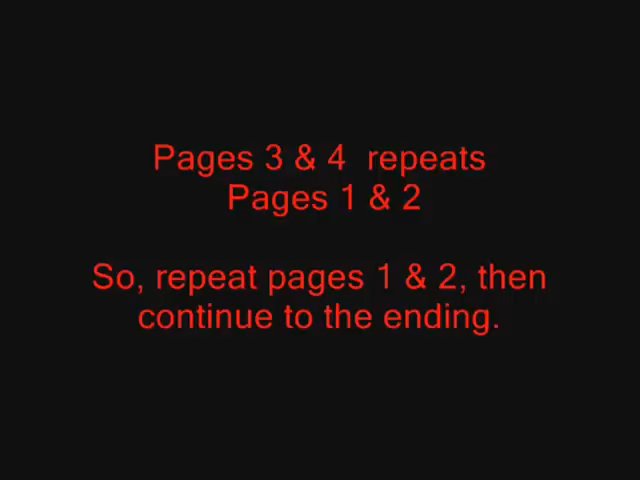 Pages 3 & 4  repeats
Pages 1 & 2
So, repeat pages 1 & 2, then
continue to the ending.